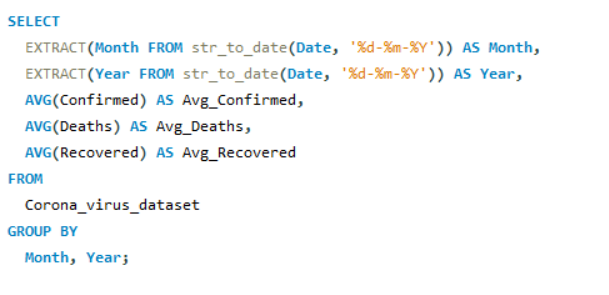 SELECT
EXTRACT(Month FROM str_to_date(Date, '%d-%m-%Y')) AS Month,
EXTRACT(Year FROM str_to_date(Date, '%d-%m-%Y')) AS Year,
AVG(Confirmed) AS Avg_Confirmed,
AVG(Deaths) AS Avg_Deaths,
AVG(Recovered) AS Avg_Recovered
FROM
Corona_virus_dataset
GROUP BY
Month, Year;